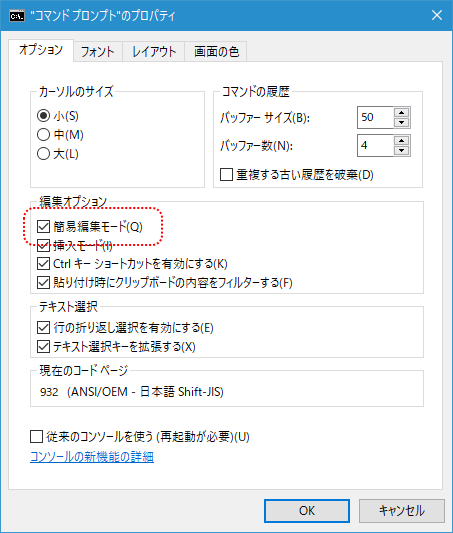 "コマンド プロンプト"のプロパティ
オプション フォント レイアウト 画面の色
カーソルのサイズ
小(S)
中(M)
大(L)
コマンドの履歴
バッファー サイズ(B): 50
バッファー数(N): 4
重複する古い履歴を破棄(D)
編集オプション
簡易編集モード(Q)
挿入モード(I)
Ctrl キー ショートカットを有効にする(K)
貼り付け時にクリップボードの内容をフィルターする(F)
テキスト選択
行の折り返し選択を有効にする(E)
テキスト選択キーを拡張する(X)
現在のコード ページ
932 (ANSI/OEM - 日本語 Shift-JIS)
従来のコンソールを使う (再起動が必要)(U)
コンソールの新機能の詳細
OK キャンセル